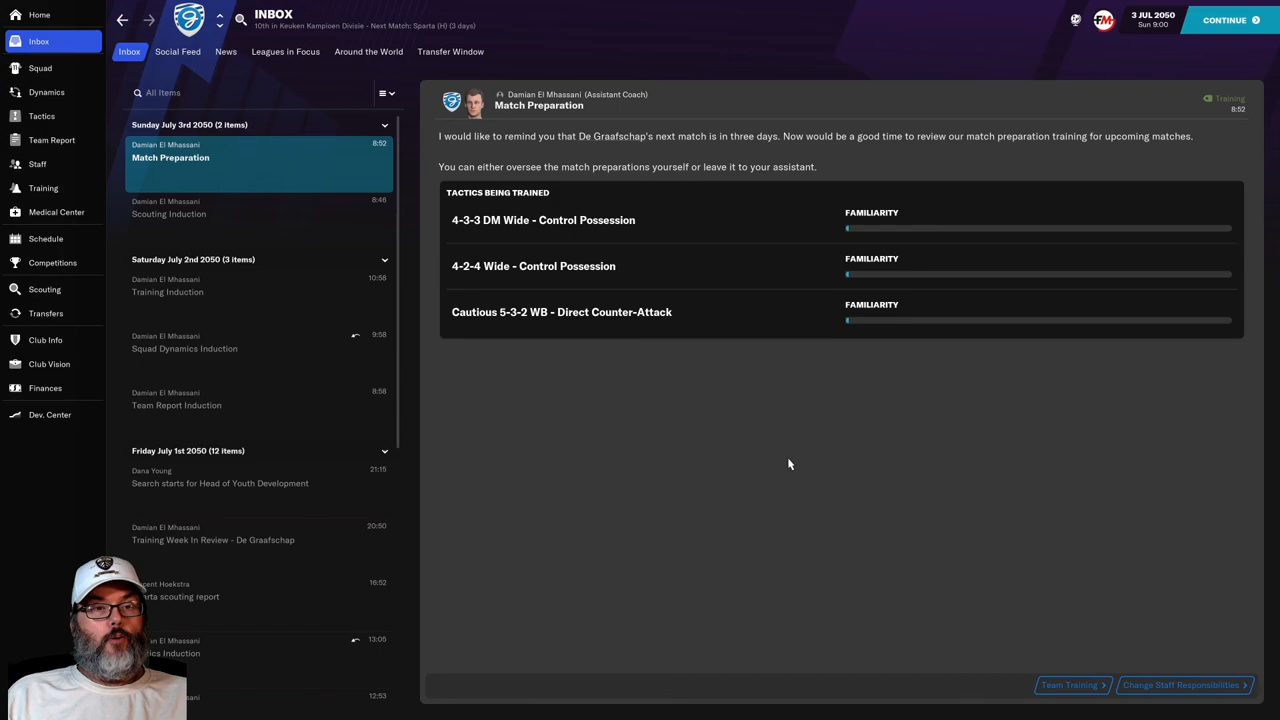 Home
Inbox
Squad
Dynamics
Tactics
Team Report
Staff
Training
Medical Center
Schedule
Competitions
Scouting
Transfers
Club Info
Club Vision
Finances
Dev. Center
INBOX
10th in Keuken Kampioen Divisie - Next Match: Sparta (H) (3 days)
FM
3 JUL 2050
Sun 9:00
CONTINUE
Inbox
Social Feed
News
Leagues in Focus
Around the World
Transfer Window
All Items
Sunday July 3rd 2050 (2 items)
Damian El Mhassani 8:52
Match Preparation
Damian El Mhassani 8:46
Scouting Induction
Saturday July 2nd 2050 (3 items)
Damian El Mhassani 10:58
Training Induction
Damian El Mhassani 9:58
Squad Dynamics Induction
Damian El Mhassani 8:58
Team Report Induction
Friday July 1st 2050 (12 items)
Dana Young 21:15
Search starts for Head of Youth Development
Damian El Mhassani 20:50
Training Week In Review - De Graafschap
Hoekstra 16:52
scouting report
El Mhassani 13:05
Induction
12:53
Damian El Mhassani (Assistant Coach)
Match Preparation
Training
8:52
I would like to remind you that De Graafschap's next match is in three days. Now would be a good time to review our match preparation training for upcoming matches.
You can either oversee the match preparations yourself or leave it to your assistant.
TACTICS BEING TRAINED
4-3-3 DM Wide - Control Possession
FAMILIARITY
4-2-4 Wide - Control Possession
FAMILIARITY
Cautious 5-3-2 WB - Direct Counter-Attack
FAMILIARITY
Team Training
Change Staff Responsibilities